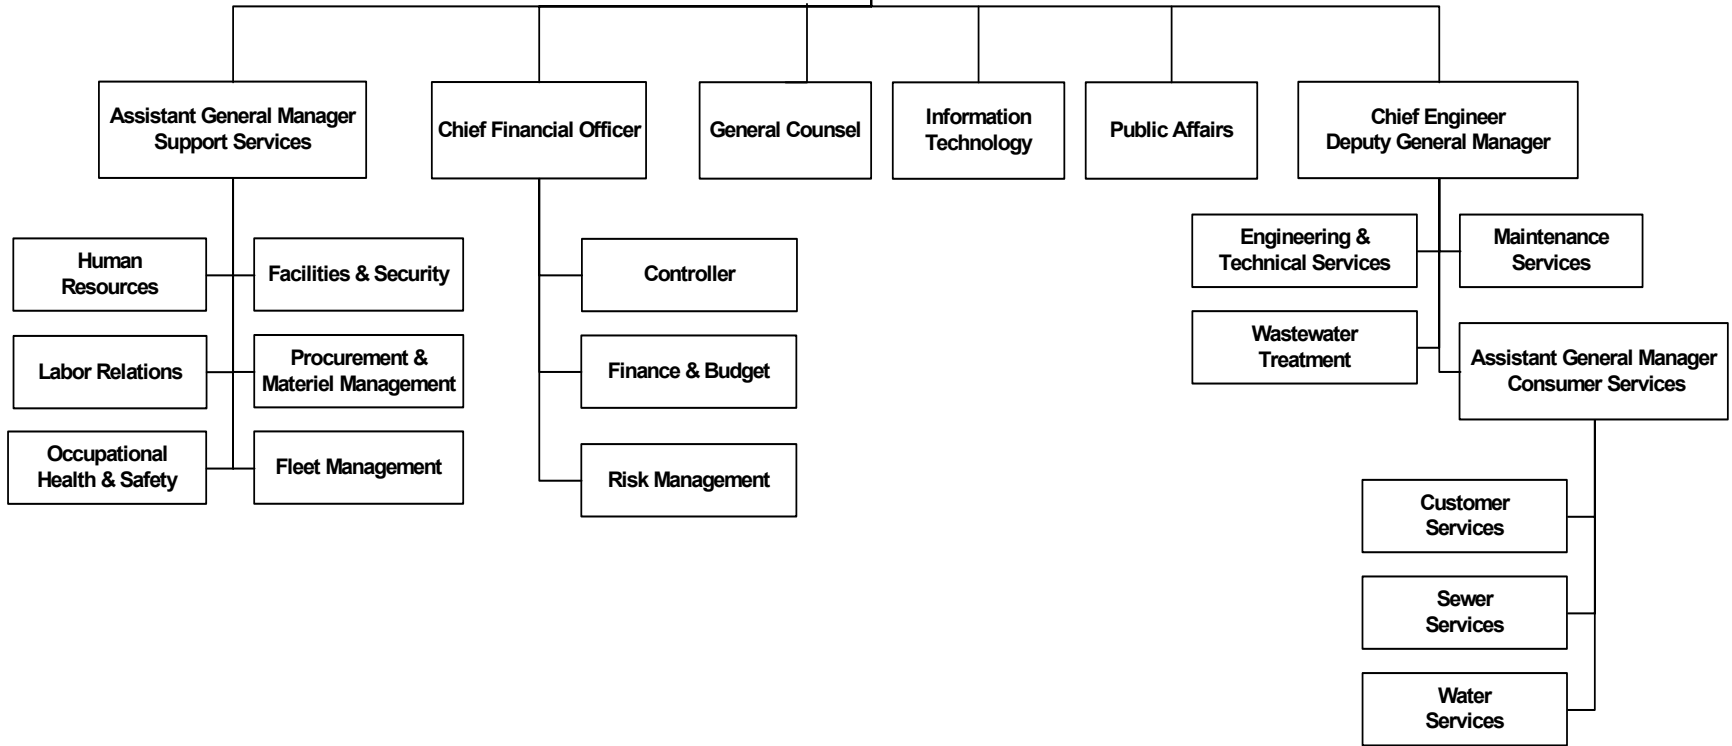 Assistant General Manager
Support Services
Chief Financial Officer
General Counsel
Information
Technology
Public Affairs
Chief Engineer
Deputy General Manager
Human
Resources
Facilities & Security
Labor Relations
Procurement &
Materiel Management
Occupational
Health & Safety
Fleet Management
Controller
Finance & Budget
Risk Management
Engineering &
Technical Services
Maintenance
Services
Wastewater
Treatment
Assistant General Manager
Consumer Services
Customer
Services
Sewer
Services
Water
Services